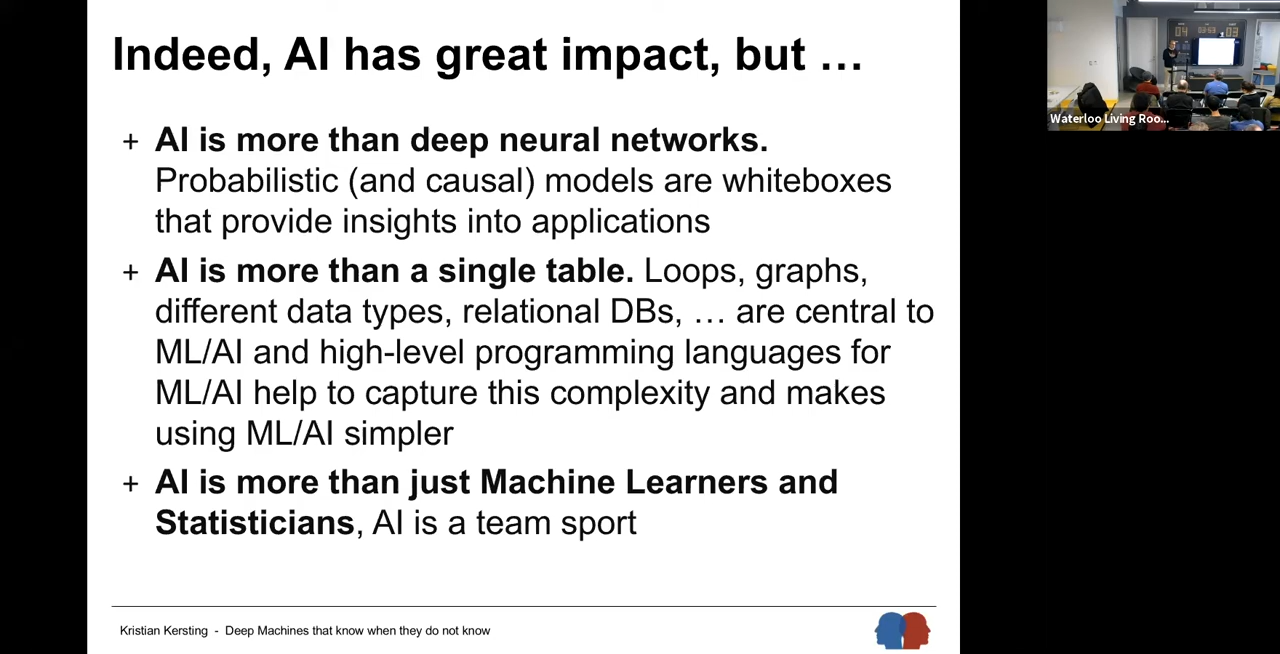 Indeed, AI has great impact, but …
+ AI is more than deep neural networks.
Probabilistic (and causal) models are whiteboxes
that provide insights into applications
+ AI is more than a single table. Loops, graphs,
different data types, relational DBs, … are central to
ML/AI and high-level programming languages for
ML/AI help to capture this complexity and makes
using ML/AI simpler
+ AI is more than just Machine Learners and
Statisticians, AI is a team sport
Kristian Kersting - Deep Machines that know when they do not know
Waterloo Living Roo...